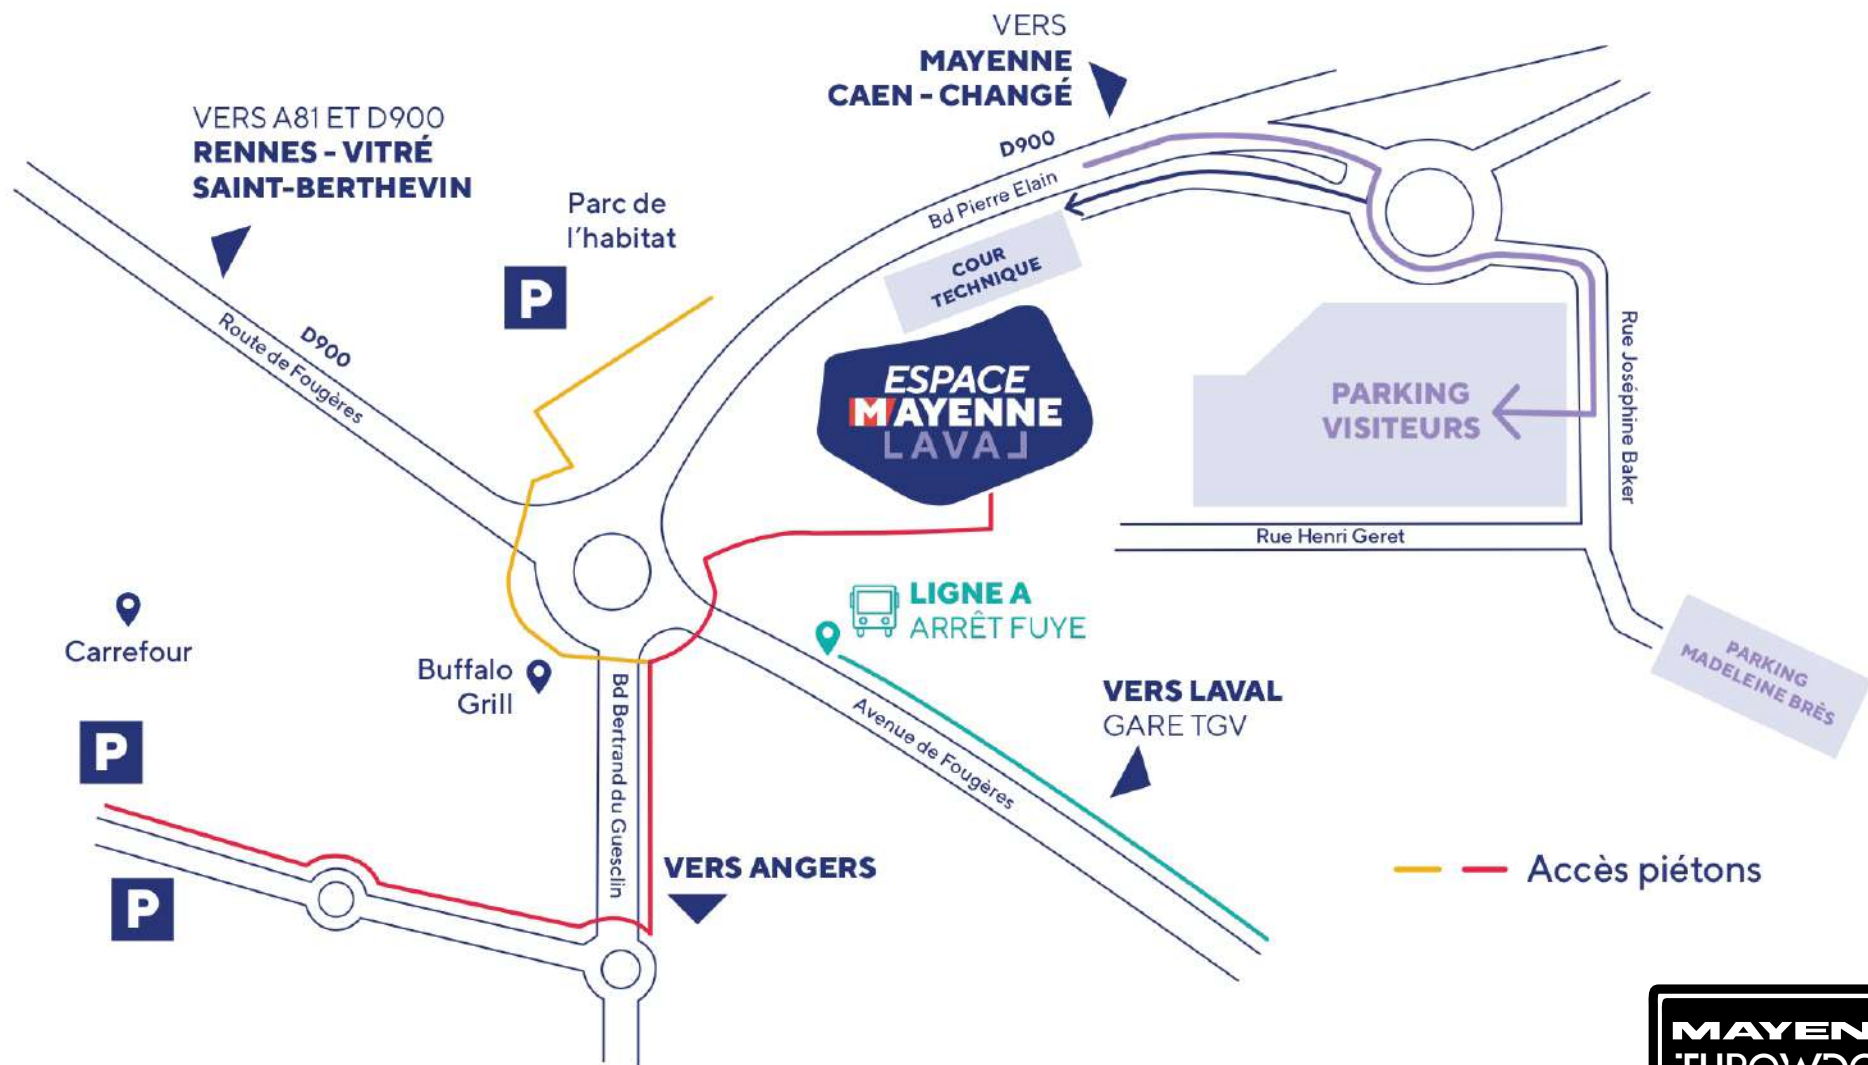 VERS
MAYENNE
CAEN - CHANGÉ
VERS A81 ET D900
RENNES - VITRÉ
SAINT-BERTHEVIN
D900
Bd Pierre Elain
Parc de
l'habitat
P
COUR
TECHNIQUE
D900
Route de Fougères
ESPACE
MAYENNE
LAVAL
PARKING
VISITEURS
Rue Joséphine Baker
Rue Henri Geret
LIGNE A
ARRÊT FUYE
Carrefour
Buffalo
Grill
PARKING
MADELEINE BRÈS
VERS LAVAL
GARE TGV
Bd Bertrand du Guesclin
Avenue de Fougères
P
VERS ANGERS
Accès piétons
P
MAYEN